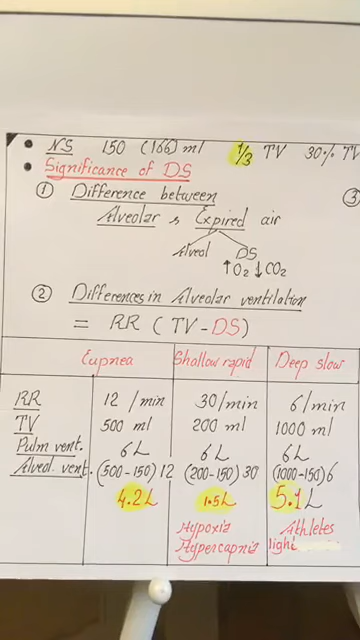 • NS 150 (166) ml 1/3 TV 30% TV
• Significance of DS
① Difference between ③
Alveolar & Expired air
Alveol DS
↑O2 ↓CO2
② Differences in Alveolar ventilation
= RR (TV-DS)
Eupnea Shallow rapid Deep slow
RR 12 /min 30/min 6/min
TV 500 ml 200 ml 1000 ml
Pulm vent. 6L 6L 6L
Alveol. vent. (500-150) 12 (200-150) 30 (1000-150) 6
4.2L 1.5L 5.1L
Hypoxia Athletes
Hypercapnia light